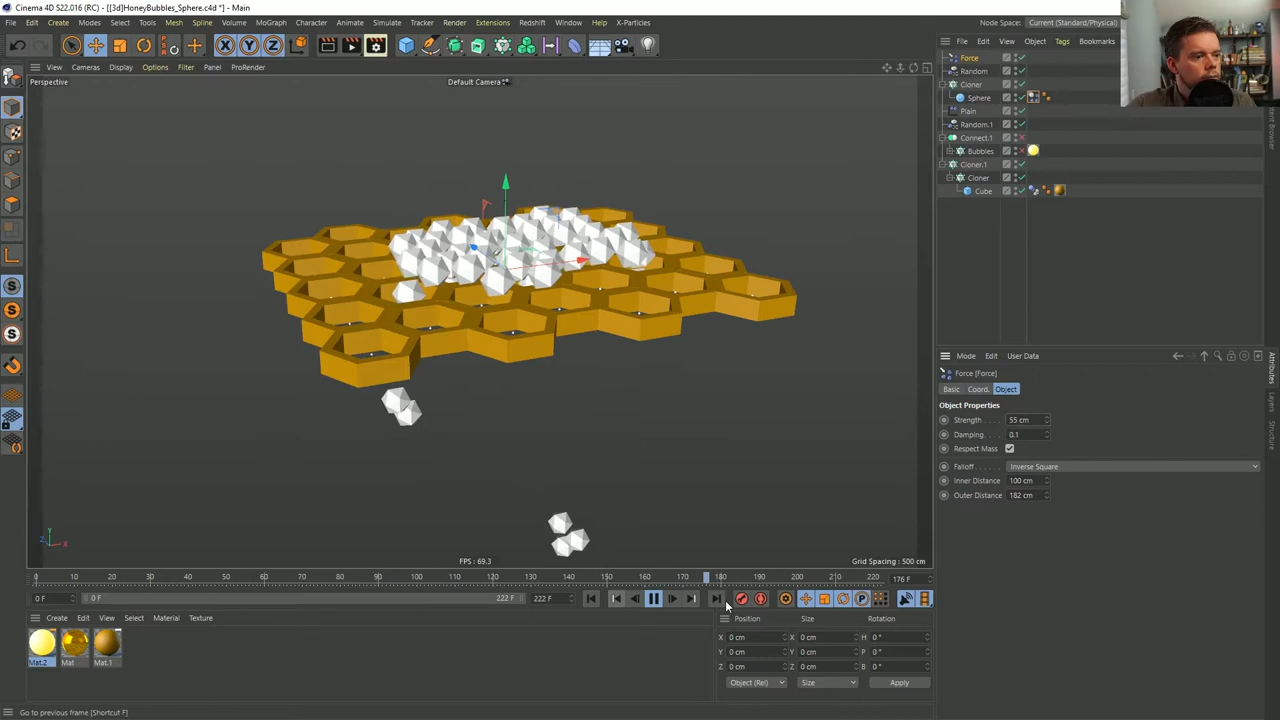 Cinema 4D S22.016 (RC) - [[3d]HoneyBubbles_Sphere.c4d *] - Main
File Edit Create Modes Select Tools Mesh Spline Volume MoGraph Character Animate Simulate Tracker Render Extensions Redshift Window Help X-Particles
Node Space: Current (Standard/Physical)
View Cameras Display Options Filter Panel ProRender
File Edit View Object Tags Bookmarks
Perspective
Default Camera
Force
Random
Cloner
Sphere
Plain
Random.1
Connect.1
Bubbles
Cloner.1
Cloner
Cube
Content Browser
Mode Edit User Data
Force [Force]
Basic Coord. Object
Object Properties
Strength 55 cm
Damping 0.1
Respect Mass
Falloff Inverse Square
Inner Distance 100 cm
Outer Distance 182 cm
Attributes
Layers
Structure
Y
Z X
FPS : 69.3
Grid Spacing : 500 cm
0 10 20 30 40 50 60 70 80 90 100 110 120 130 140 150 160 170 180 190 200 210 220 176 F
0 F 0 F 222 F 222 F
Create Edit View Select Material Texture
Mat.2 Mat Mat.1
Position Size Rotation
X 0 cm X 0 cm H 0 °
Y 0 cm Y 0 cm P 0 °
Z 0 cm Z 0 cm B 0 °
Object (Rel) Size Apply
Go to previous frame [Shortcut F]